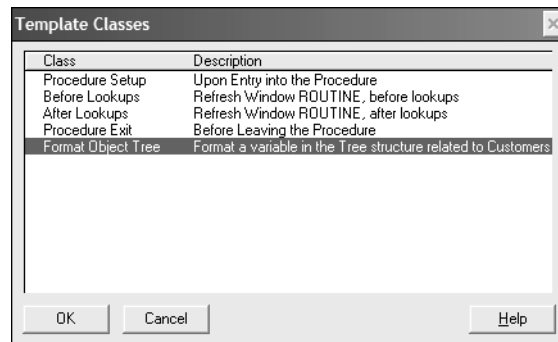 Template Classes
Class Description
Procedure Setup Upon Entry into the Procedure
Before Lookups Refresh Window ROUTINE, before lookups
After Lookups Refresh Window ROUTINE, after lookups
Procedure Exit Before Leaving the Procedure
Format Object Tree Format a variable in the Tree structure related to Customers
OK Cancel Help